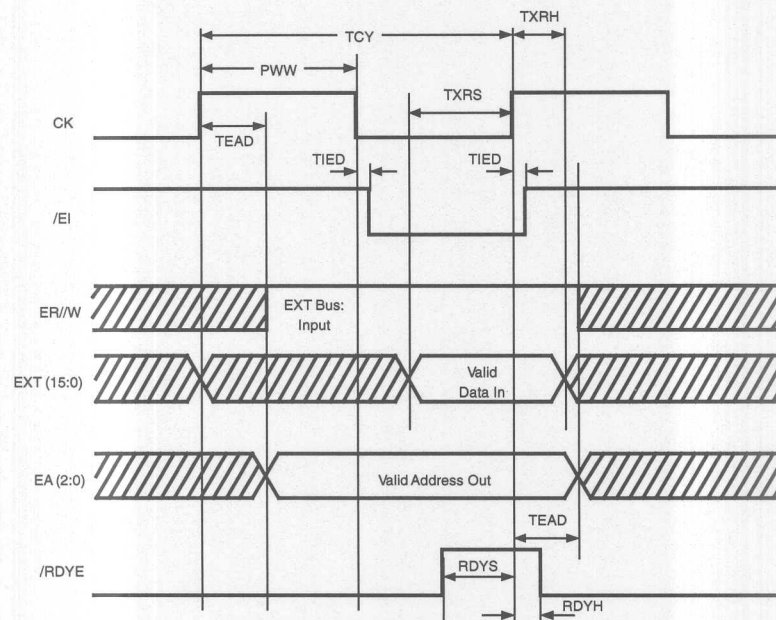 TXRH
TCY
PWW
TXRS
CK
TEAD
TIED
TIED
/EI
ER//W
EXT Bus:
Input
EXT (15:0)
Valid
Data In
EA (2:0)
Valid Address Out
TEAD
/RDYE
RDYS
RDYH